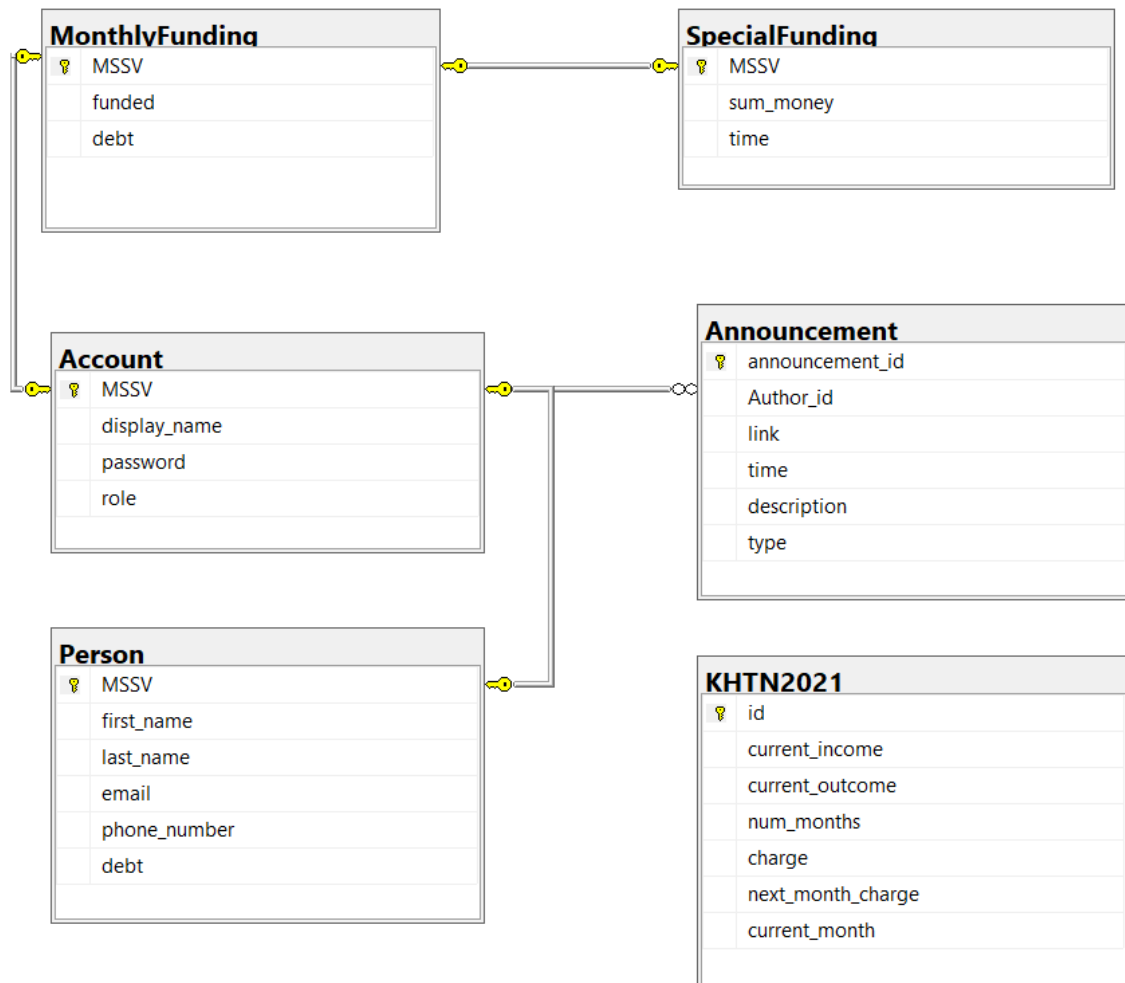 MonthlyFunding
MSSV
funded
debt
SpecialFunding
MSSV
sum_money
time
Account
MSSV
display_name
password
role
Announcement
announcement_id
Author_id
link
time
description
type
Person
MSSV
first_name
last_name
email
phone_number
debt
KHTN2021
id
current_income
current_outcome
num_months
charge
next_month_charge
current_month